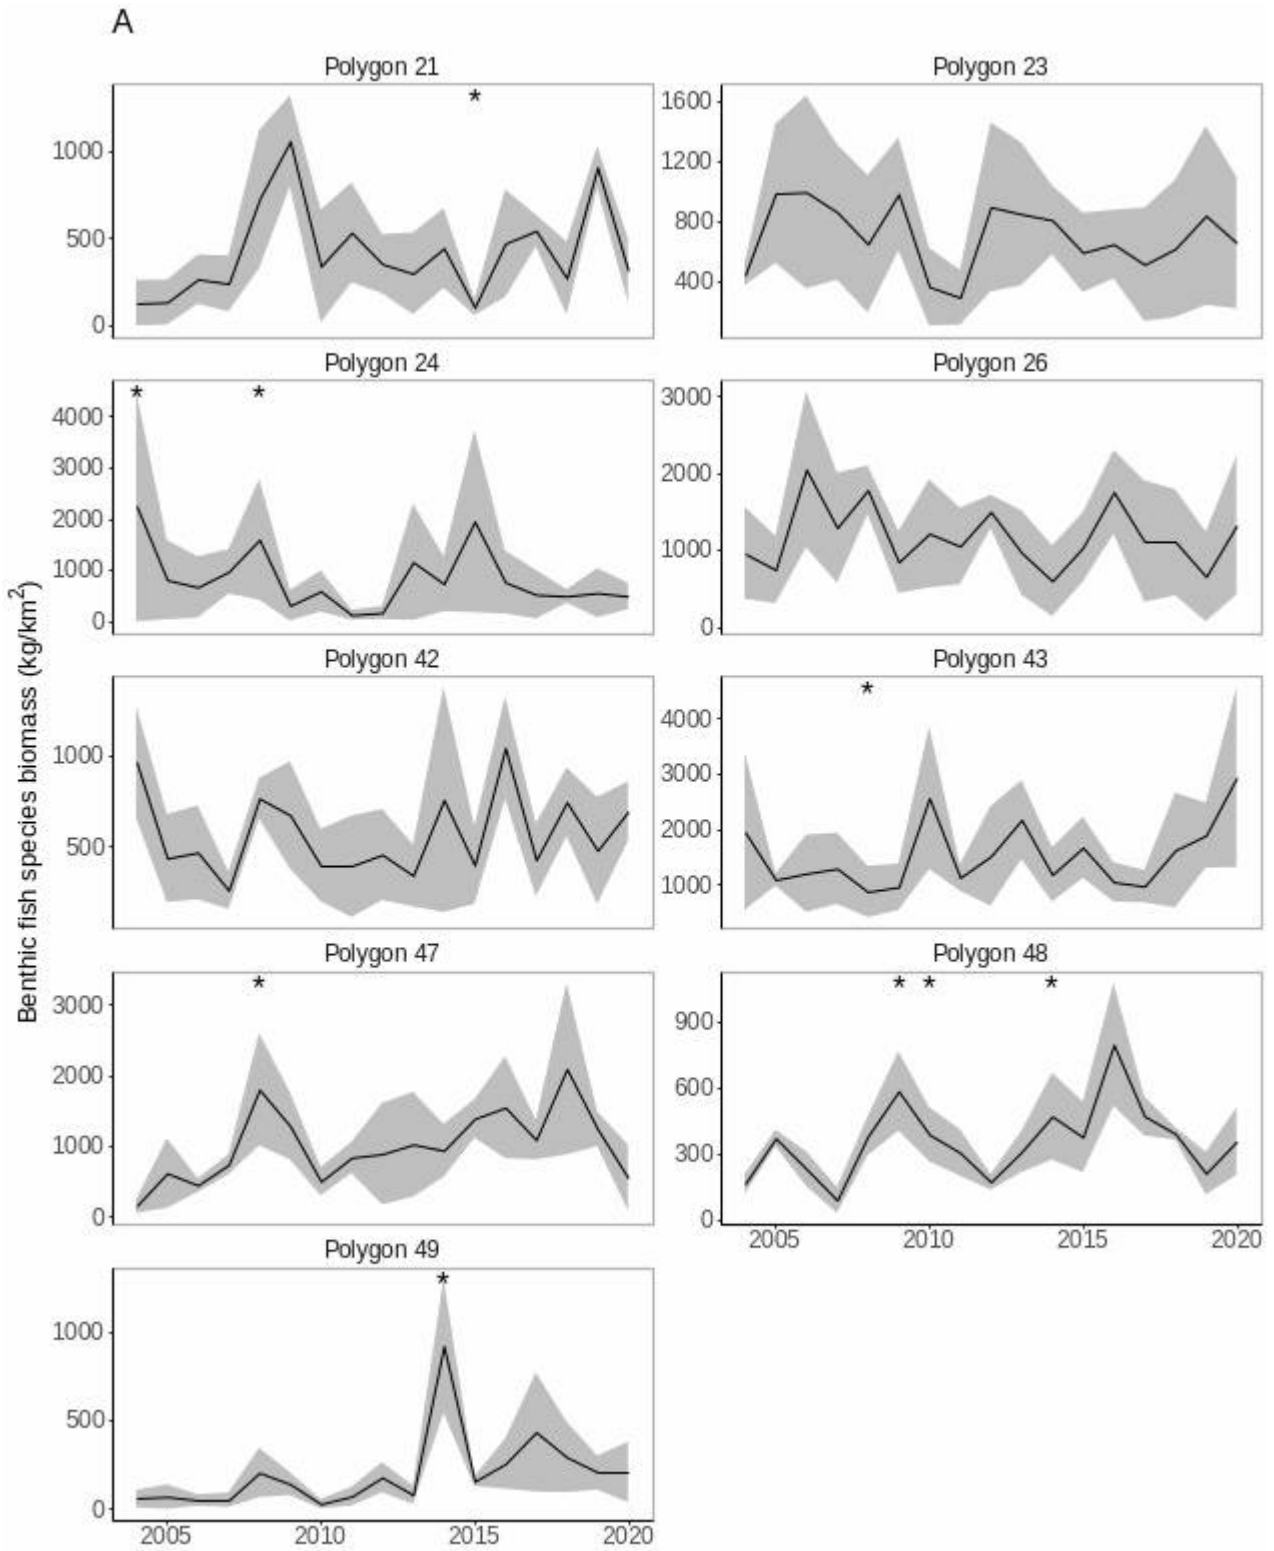 A
Polygon 21
*
1000
500
0
Polygon 23
1600
1200
800
400
Polygon 24
* *
4000
3000
2000
1000
0
Polygon 26
3000
2000
1000
0
Polygon 42
1000
500
Polygon 43
*
4000
3000
2000
1000
Polygon 47
*
3000
2000
1000
0
Polygon 48
* * *
900
600
300
0
2005 2010 2015 2020
Polygon 49
*
1000
500
0
2005 2010 2015 2020
Benthic fish species biomass (kg/km²)